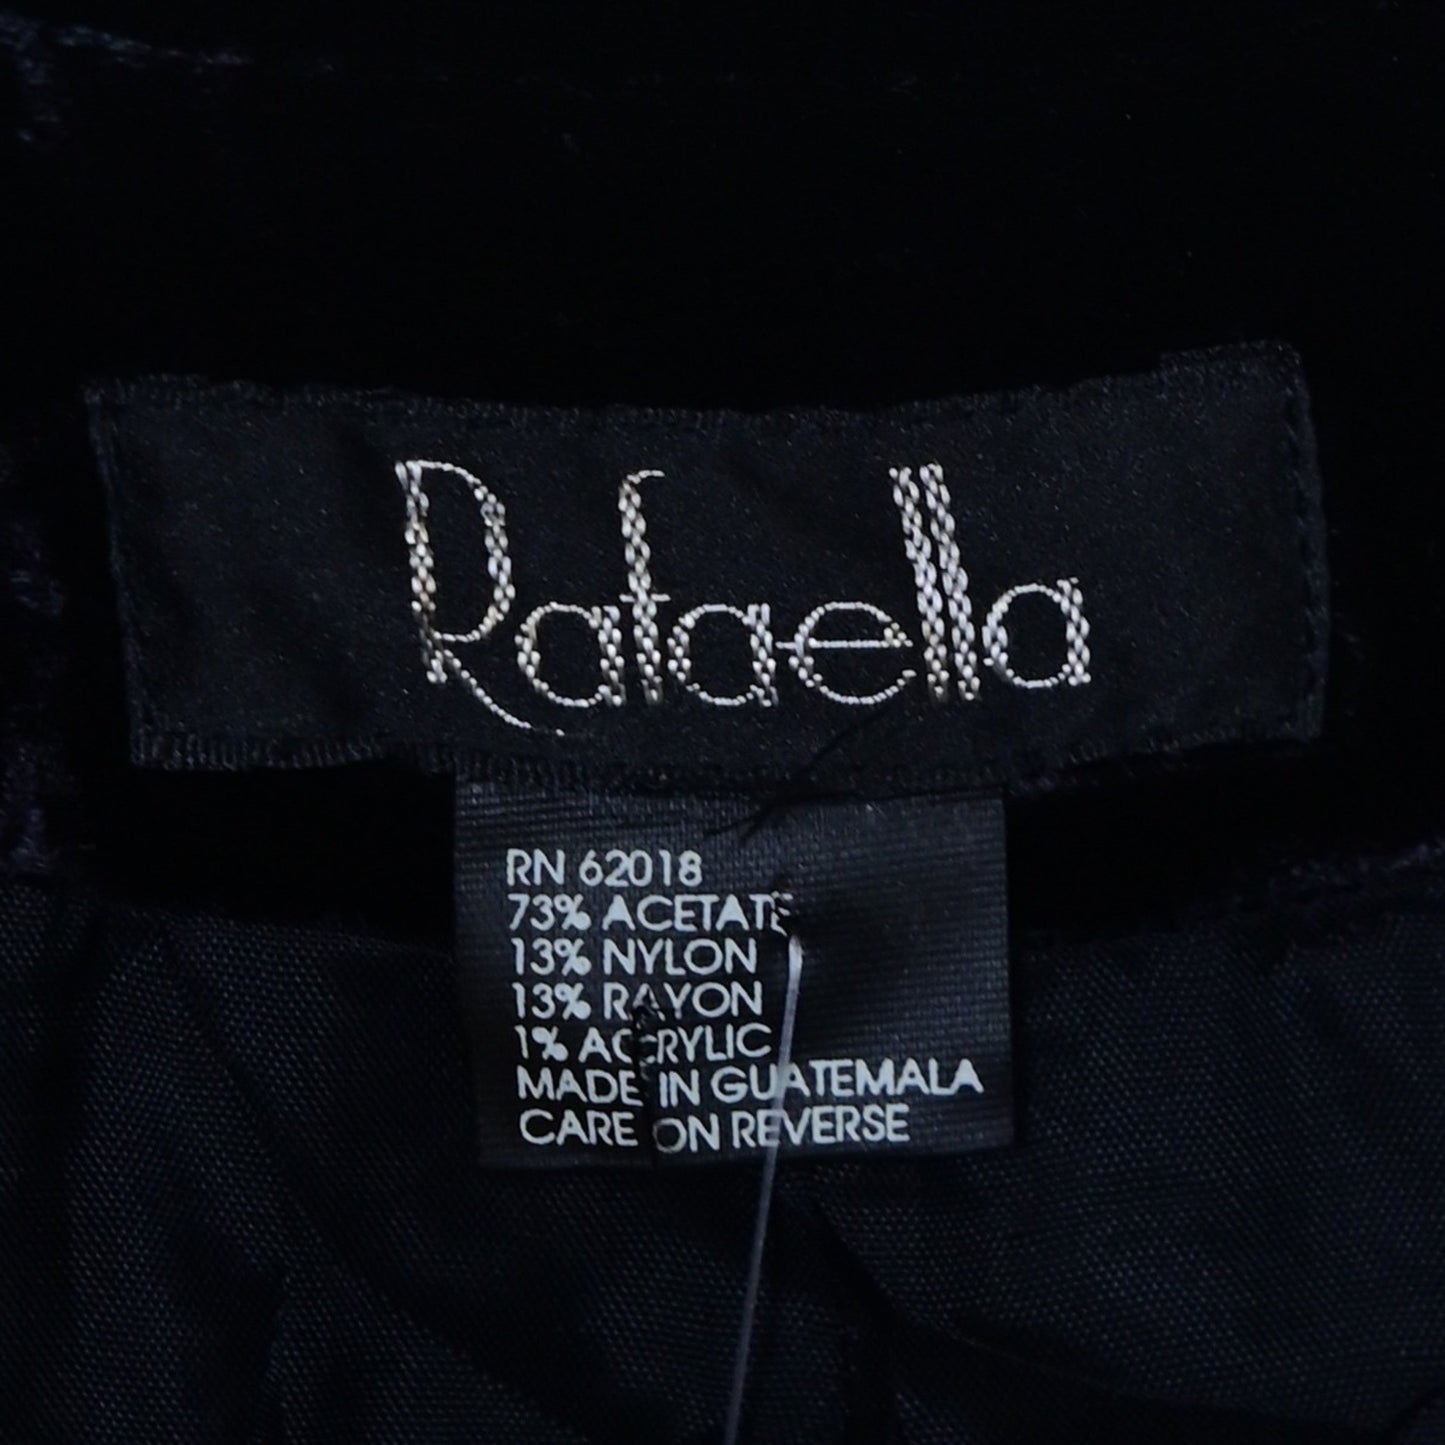 Rafaella
RN 62018
73% ACETATE
13% NYLON
13% RAYON
1% ACRYLIC
MADE IN GUATEMALA
CARE ON REVERSE